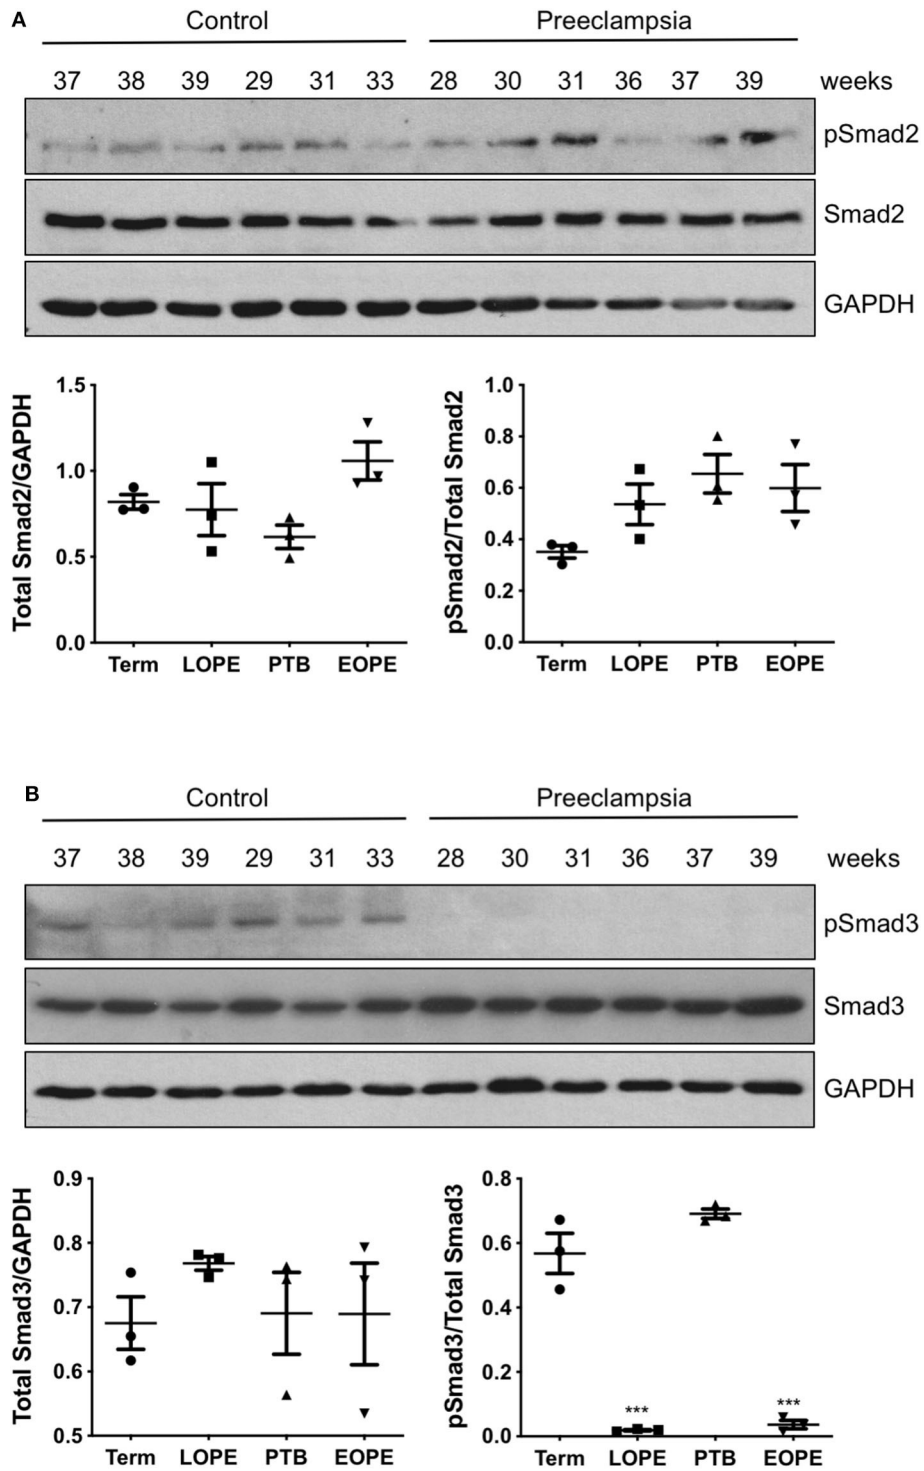 A
Control Preeclampsia
37 38 39 29 31 33 28 30 31 36 37 39 weeks
pSmad2
Smad2
GAPDH
Total Smad2/GAPDH
1.5
1.0
0.5
0.0
Term LOPE PTB EOPE
pSmad2/Total Smad2
1.0
0.8
0.6
0.4
0.2
0.0
Term LOPE PTB EOPE
B
Control Preeclampsia
37 38 39 29 31 33 28 30 31 36 37 39 weeks
pSmad3
Smad3
GAPDH
Total Smad3/GAPDH
0.9
0.8
0.7
0.6
0.5
Term LOPE PTB EOPE
pSmad3/Total Smad3
0.8
0.6
0.4
0.2
0.0
*** ***
Term LOPE PTB EOPE